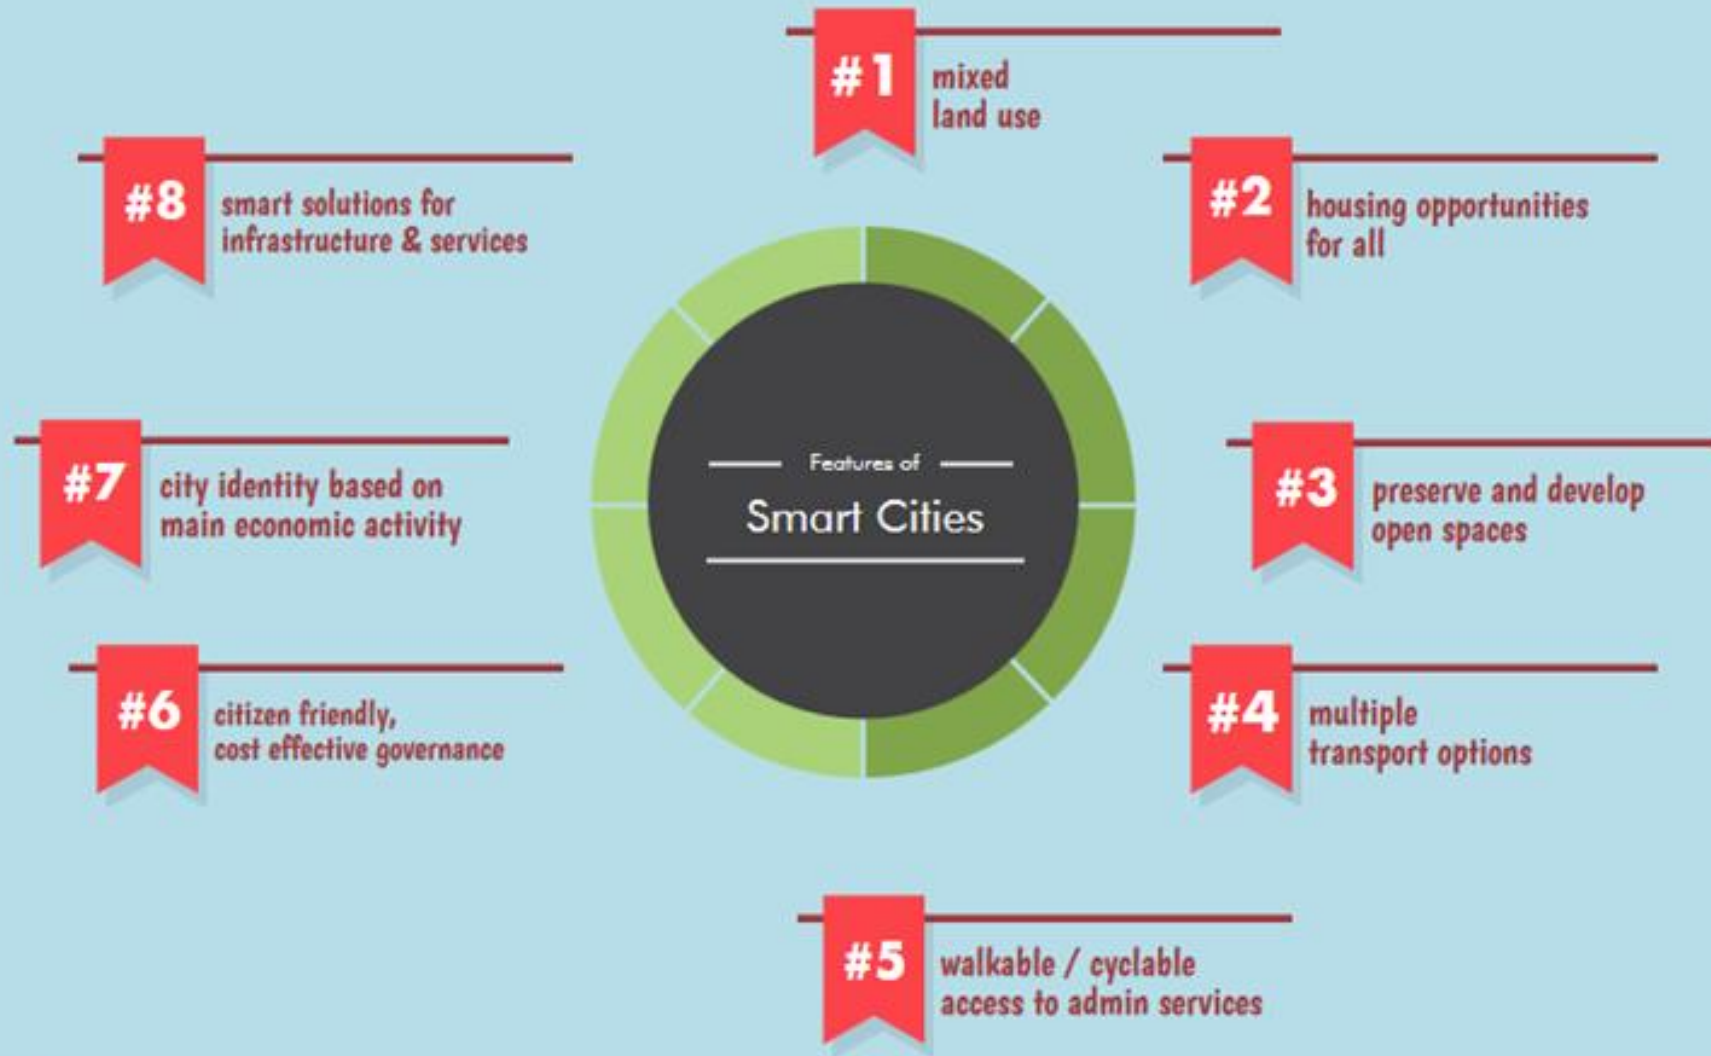 #1
mixed
land use
#2
housing opportunities
for all
#3
preserve and develop
open spaces
#4
multiple
transport options
#5
walkable / cyclable
access to admin services
#6
citizen friendly,
cost effective governance
#7
city identity based on
main economic activity
#8
smart solutions for
infrastructure & services
Features of
Smart Cities